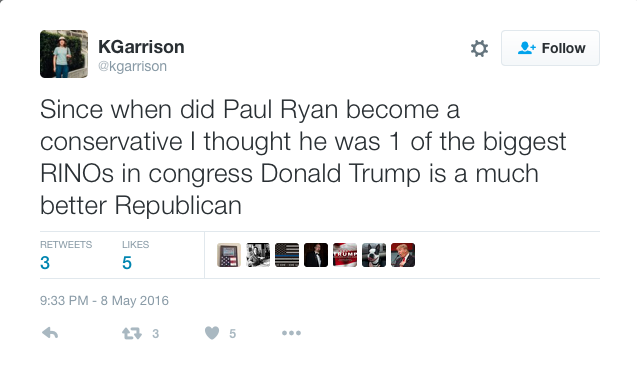 KGarrison
@kgarrison
Follow
Since when did Paul Ryan become a
conservative I thought he was 1 of the biggest
RINOs in congress Donald Trump is a much
better Republican
RETWEETS LIKES
3 5
TRUMP
9:33 PM - 8 May 2016
3 5